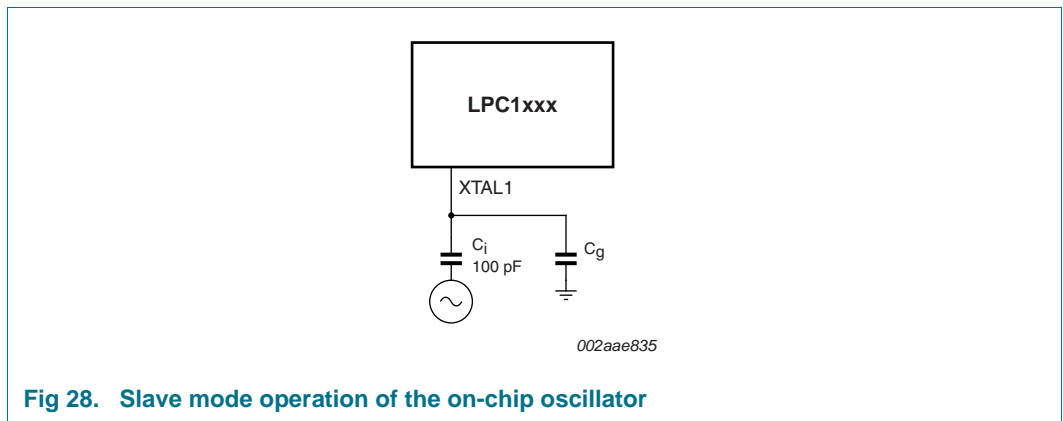 LPC1xxx
XTAL1
Ci
100 pF
Cg
002aae835
Fig 28. Slave mode operation of the on-chip oscillator